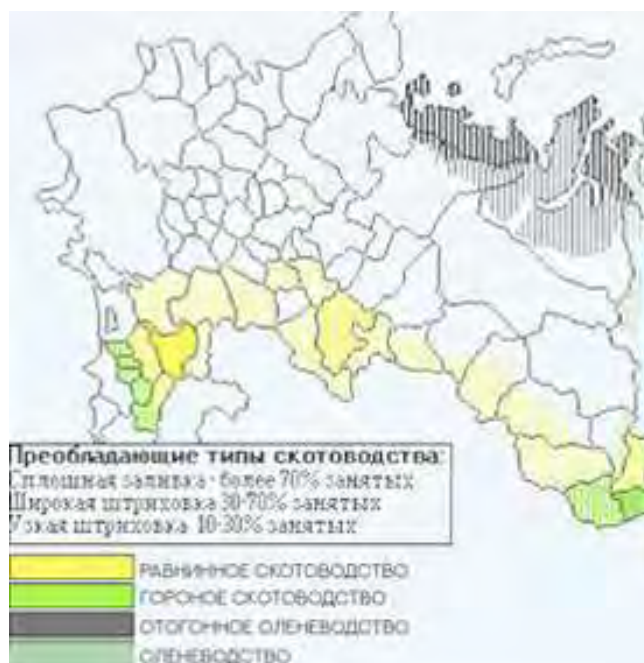 Преобладающие типы скотоводства:
Сплошная заливка - более 70% занятых
Широкая штриховка 30-70% занятых
Узкая штриховка 10-30% занятых
РАВНИННОЕ СКОТОВОДСТВО
ГОРОНОЕ СКОТОВОДСТВО
ОТОГОННОЕ ОЛЕНЕВОДСТВО
ОЛЕНЕВОДСТВО